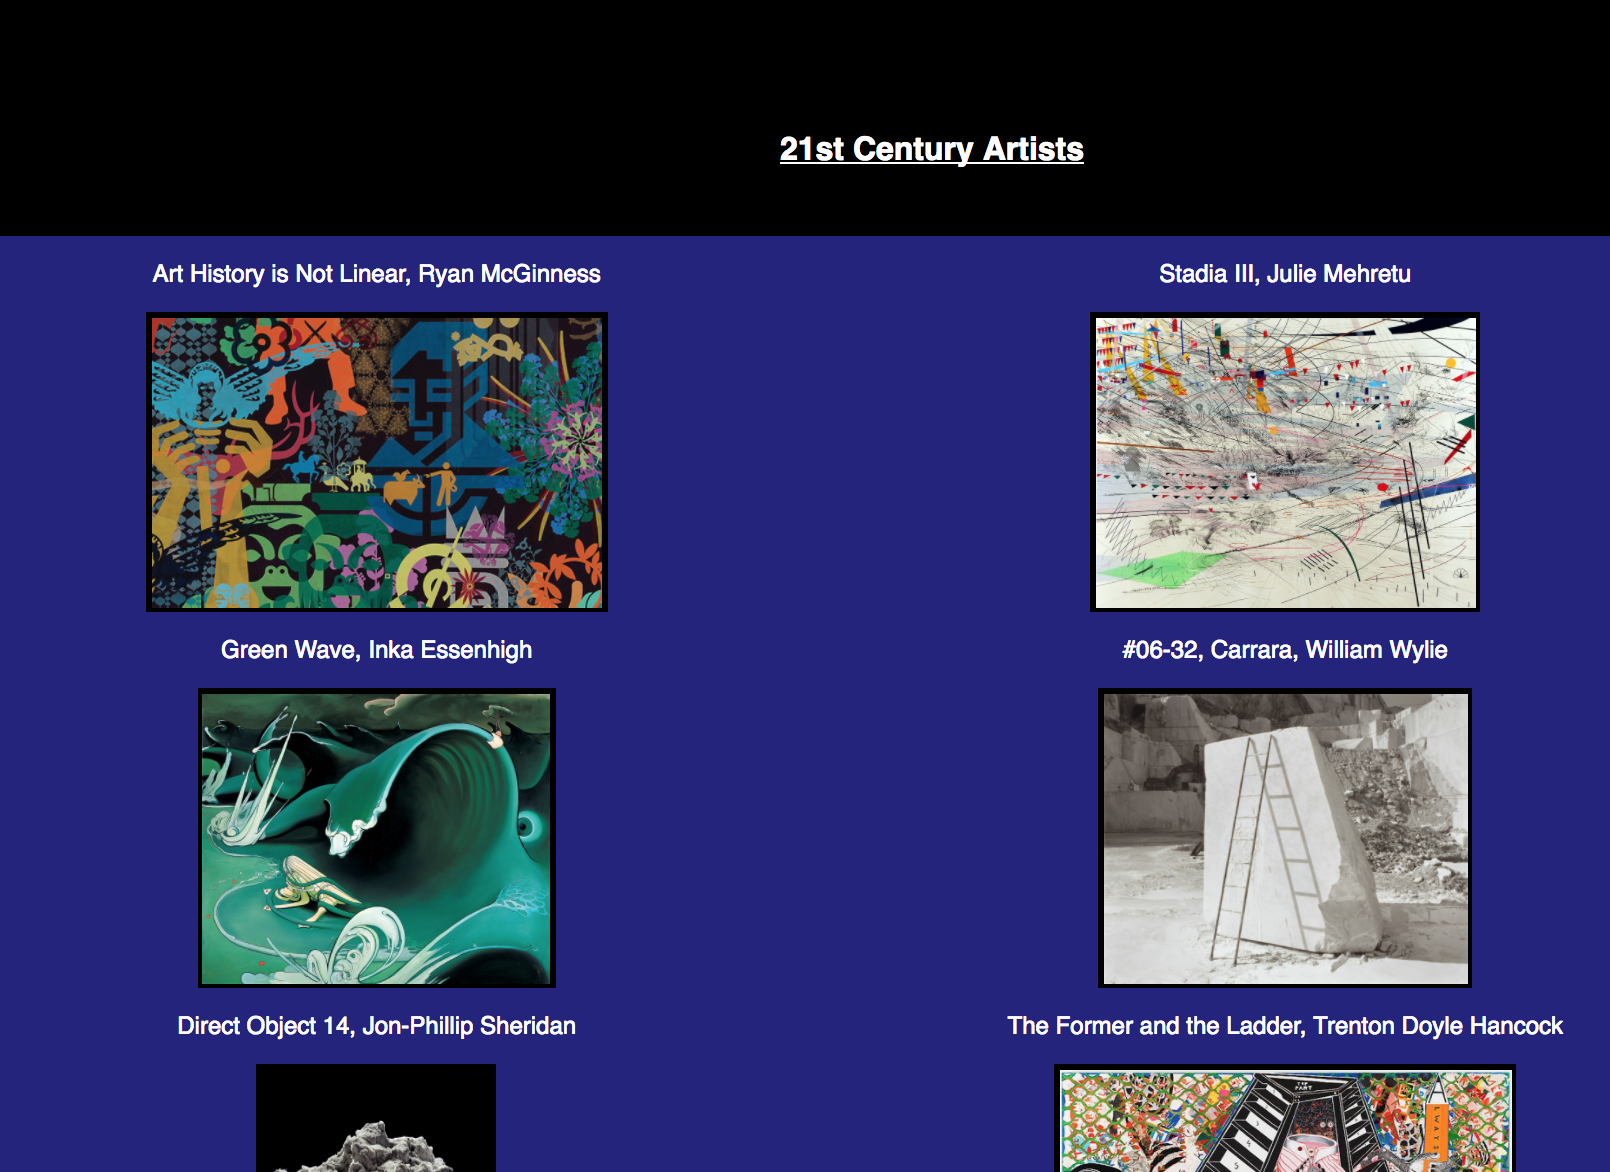 21st Century Artists
Art History is Not Linear, Ryan McGinness
Stadia III, Julie Mehretu
Green Wave, Inka Essenhigh
#06-32, Carrara, William Wylie
Direct Object 14, Jon-Phillip Sheridan
The Former and the Ladder, Trenton Doyle Hancock